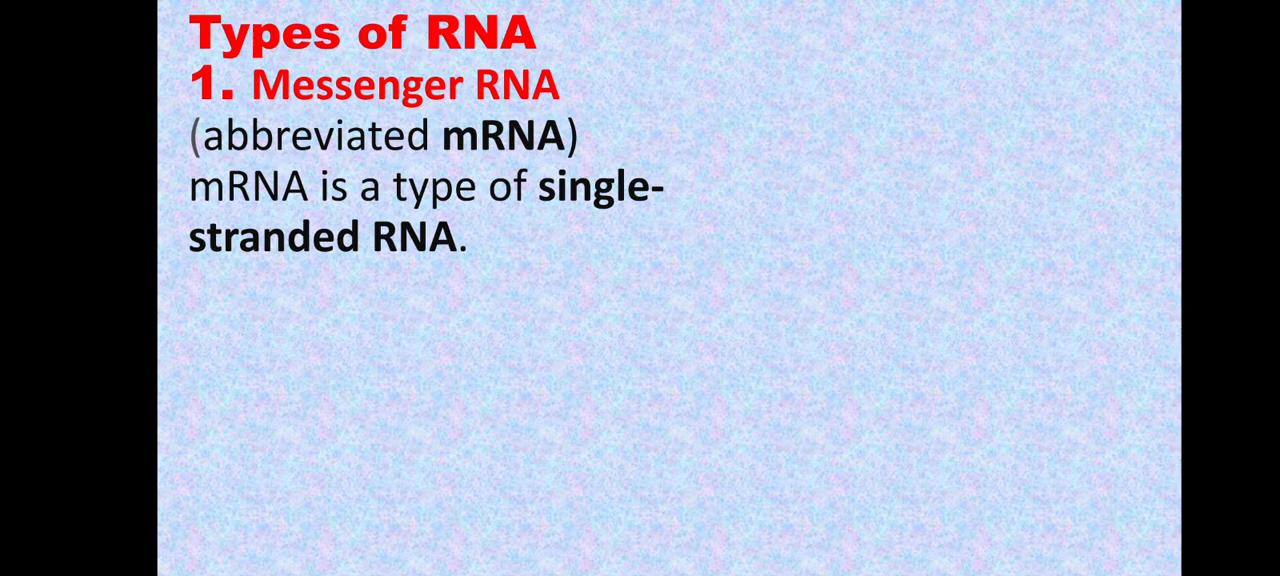 Types of RNA
1. Messenger RNA
(abbreviated mRNA)
mRNA is a type of single-
stranded RNA.